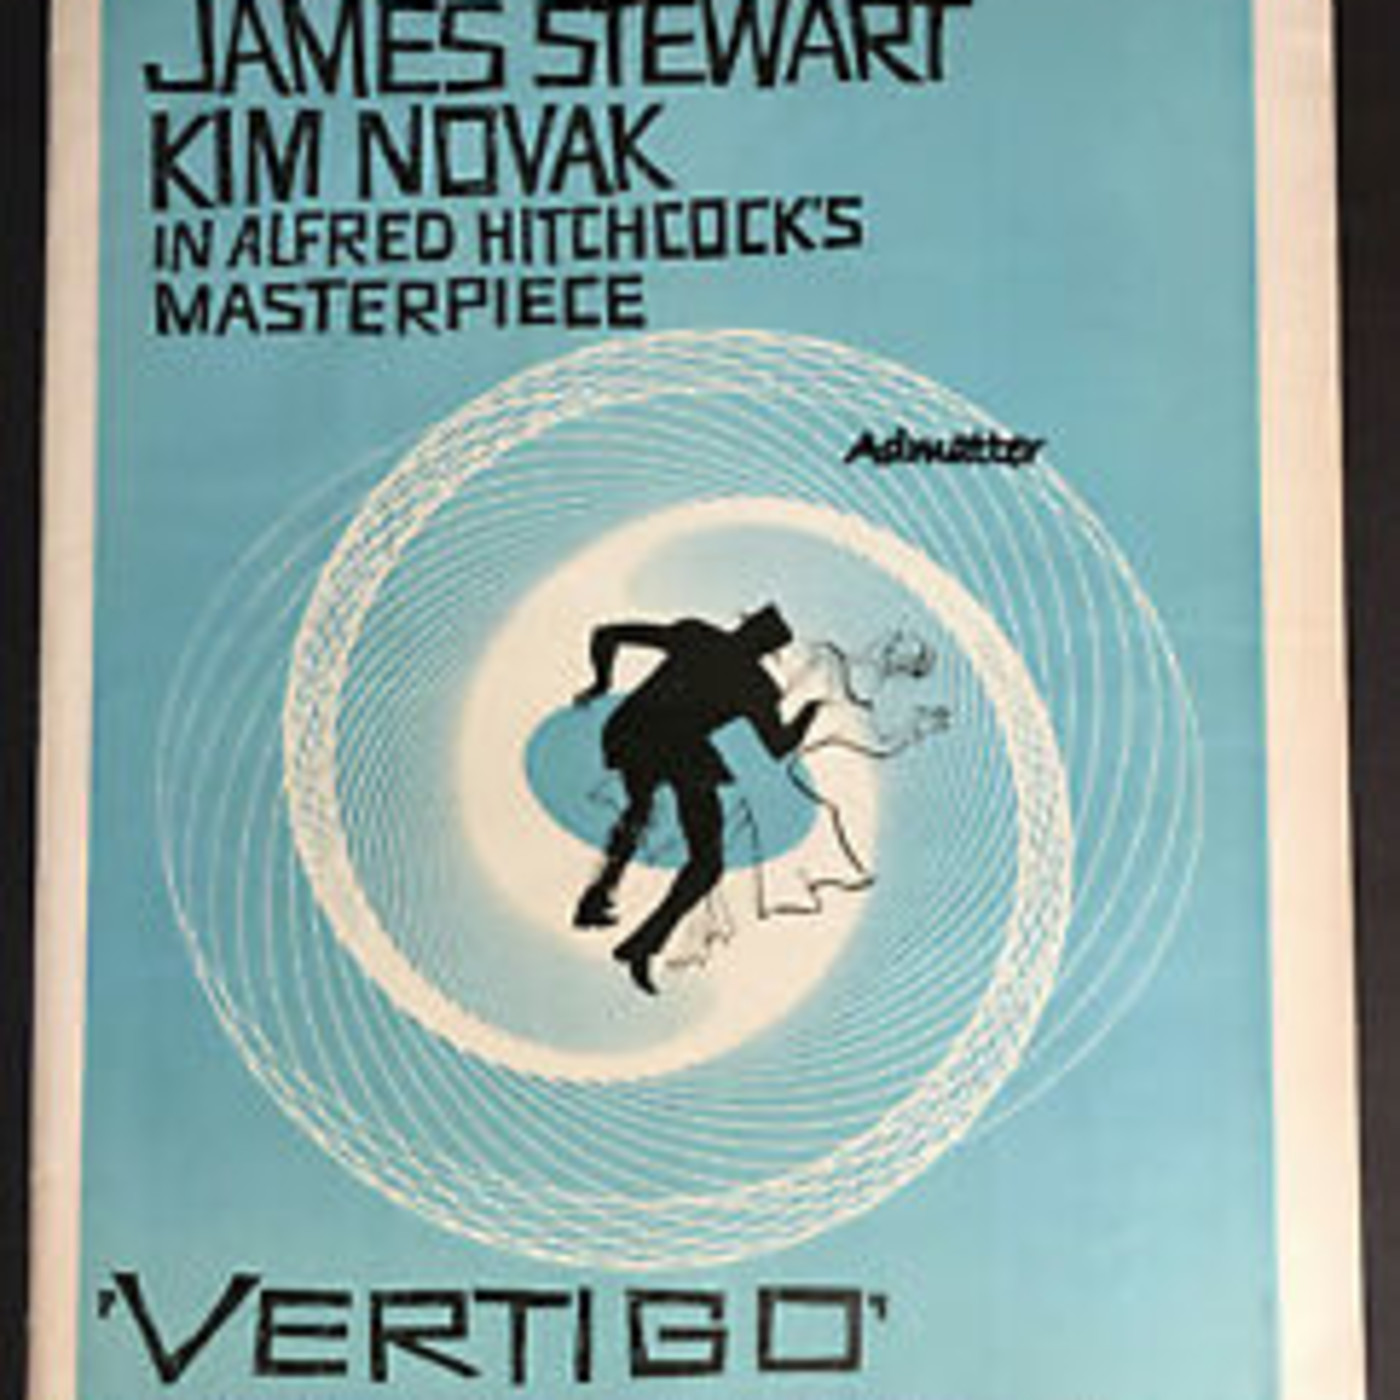 JAMES STEWART
KIM NOVAK
IN ALFRED HITCHCOCK'S
MASTERPIECE
Admatter
'VERTIGO'